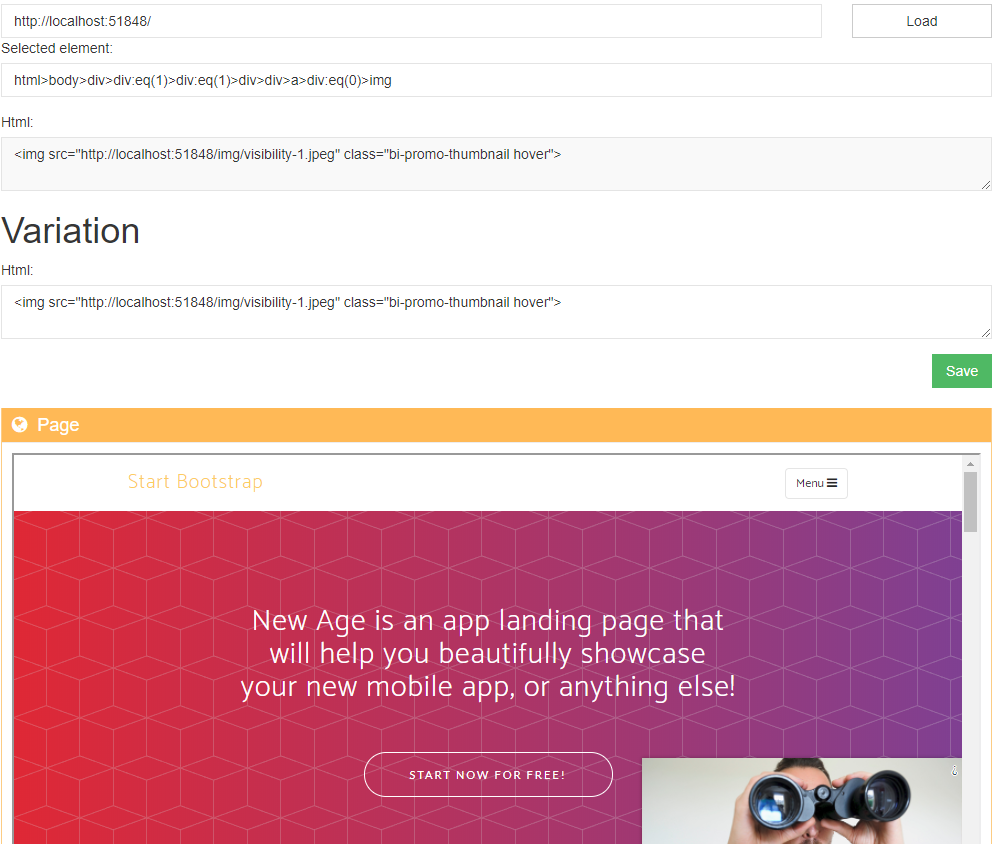 http://localhost:51848/
Load
Selected element:
html>body>div>div:eq(1)>div:eq(1)>div>div>a>div:eq(0)>img
Html:
<img src="http://localhost:51848/img/visibility-1.jpeg" class="bi-promo-thumbnail hover">
Variation
Html:
<img src="http://localhost:51848/img/visibility-1.jpeg" class="bi-promo-thumbnail hover">
Save
Page
Start Bootstrap
Menu
New Age is an app landing page that
will help you beautifully showcase
your new mobile app, or anything else!
START NOW FOR FREE!